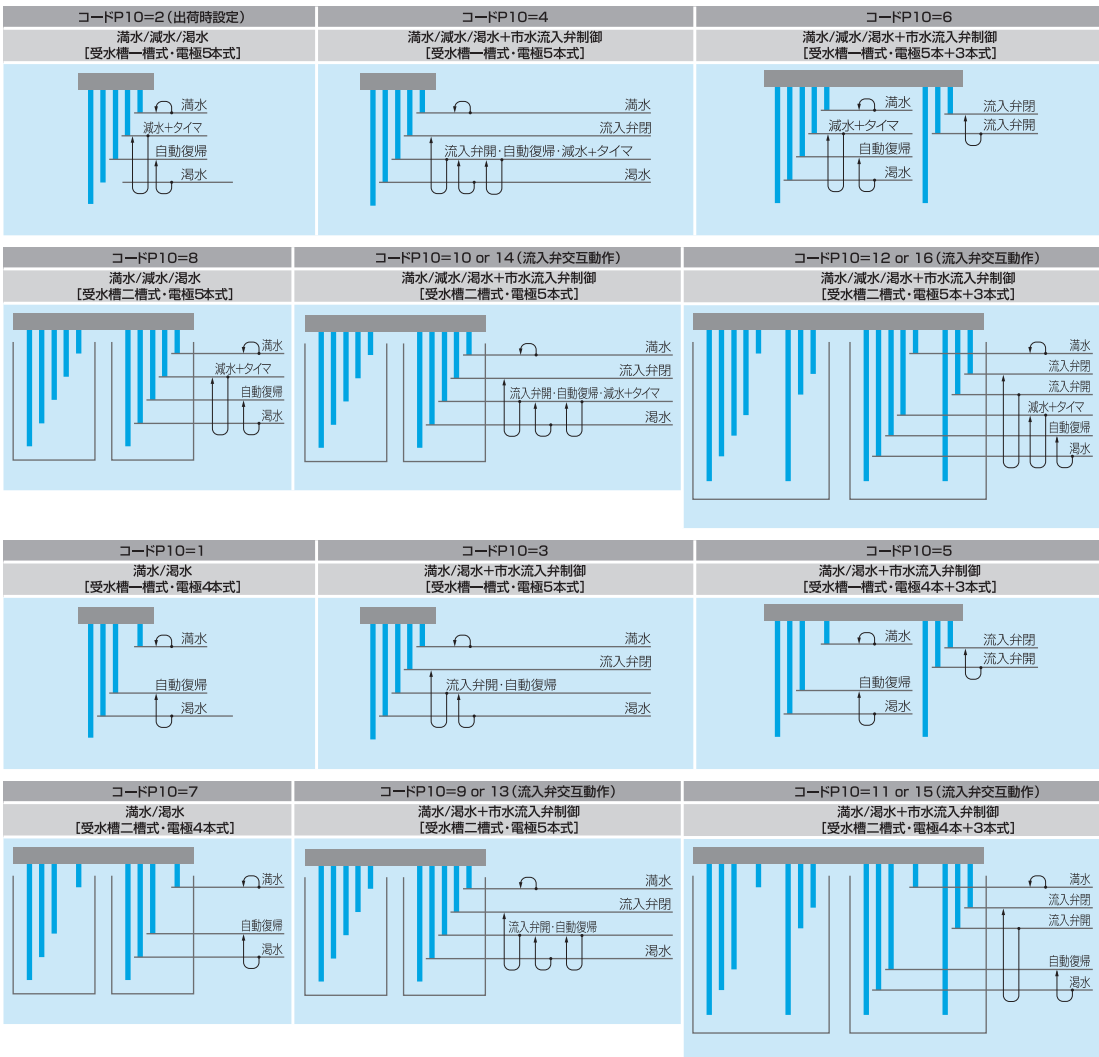 コードP10=2（出荷時設定）
満水/減水/渇水
［受水槽一槽式・電極5本式］
満水
減水+タイマ
自動復帰
渇水
コードP10=4
満水/減水/渇水+市水流入弁制御
［受水槽一槽式・電極5本式］
満水
流入弁閉
流入弁開・自動復帰・減水+タイマ
渇水
コードP10=6
満水/減水/渇水+市水流入弁制御
［受水槽一槽式・電極5本+3本式］
満水
減水+タイマ
自動復帰
渇水
流入弁閉
流入弁開
コードP10=8
満水/減水/渇水
［受水槽二槽式・電極5本式］
満水
減水+タイマ
自動復帰
渇水
コードP10=10 or 14（流入弁交互動作）
満水/減水/渇水+市水流入弁制御
［受水槽二槽式・電極5本式］
満水
流入弁閉
流入弁開・自動復帰・減水+タイマ
渇水
コードP10=12 or 16（流入弁交互動作）
満水/減水/渇水+市水流入弁制御
［受水槽二槽式・電極5本+3本式］
満水
流入弁閉
流入弁開
減水+タイマ
自動復帰
渇水
コードP10=1
満水/渇水
［受水槽一槽式・電極4本式］
満水
自動復帰
渇水
コードP10=3
満水/渇水+市水流入弁制御
［受水槽一槽式・電極5本式］
満水
流入弁閉
流入弁開・自動復帰
渇水
コードP10=5
満水/渇水+市水流入弁制御
［受水槽一槽式・電極4本+3本式］
満水
自動復帰
渇水
流入弁閉
流入弁開
コードP10=7
満水/渇水
［受水槽二槽式・電極4本式］
満水
自動復帰
渇水
コードP10=9 or 13（流入弁交互動作）
満水/渇水+市水流入弁制御
［受水槽二槽式・電極5本式］
満水
流入弁閉
流入弁開・自動復帰
渇水
コードP10=11 or 15（流入弁交互動作）
満水/渇水+市水流入弁制御
［受水槽二槽式・電極4本+3本式］
満水
流入弁閉
流入弁開
自動復帰
渇水